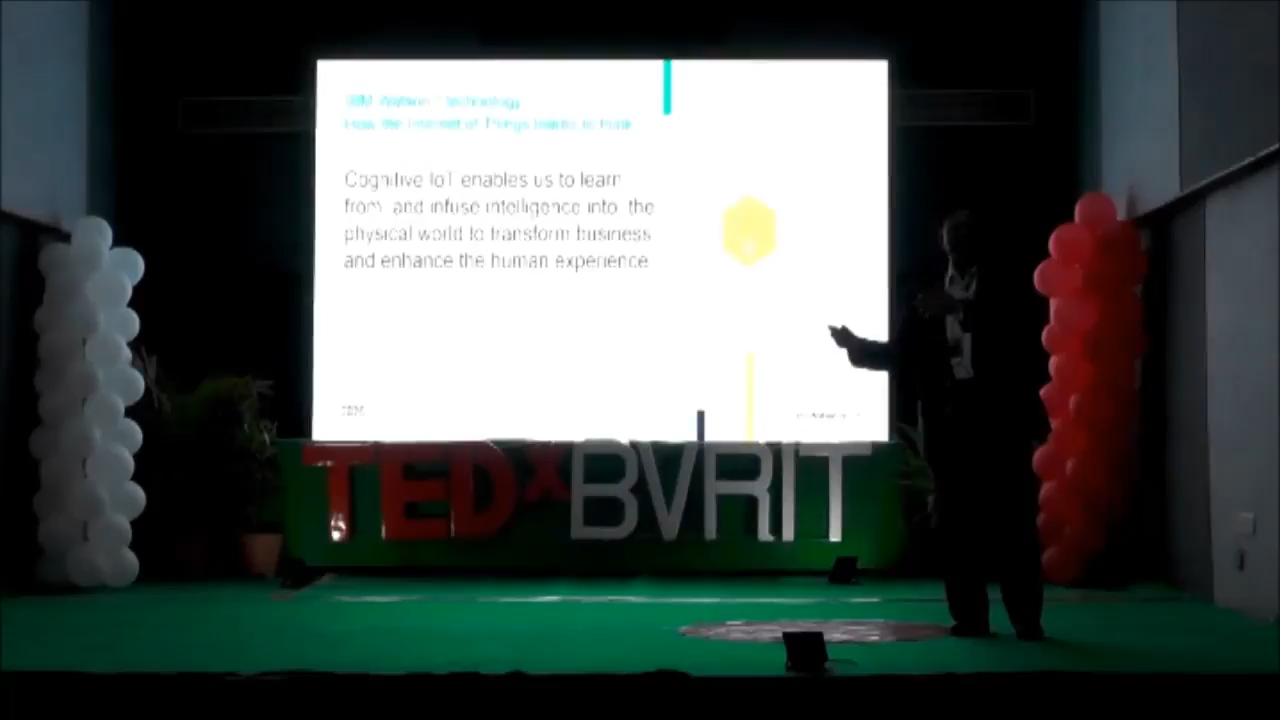 IBM Watson technology
How the Internet of Things learns to think
Cognitive IoT enables us to learn
from and infuse intelligence into the
physical world to transform business
and enhance the human experience
TEDxBVRIT